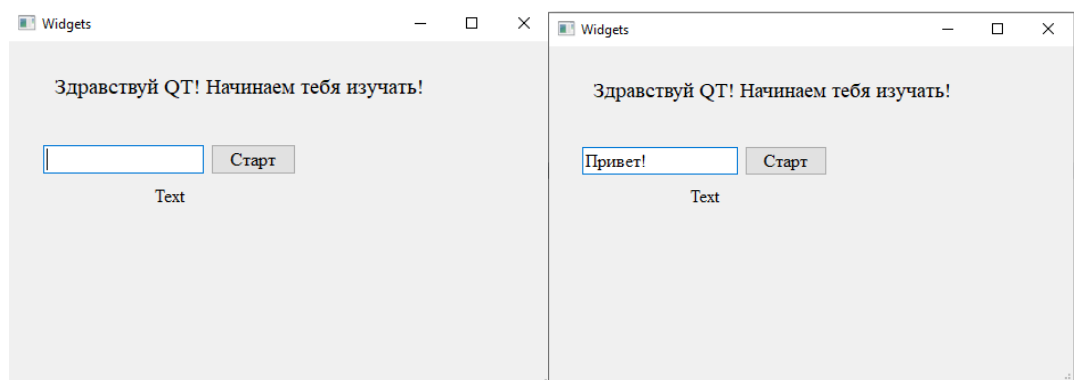 Widgets
Здравствуй QT! Начинаем тебя изучать!
Старт
Text
Widgets
Здравствуй QT! Начинаем тебя изучать!
Привет! Старт
Text